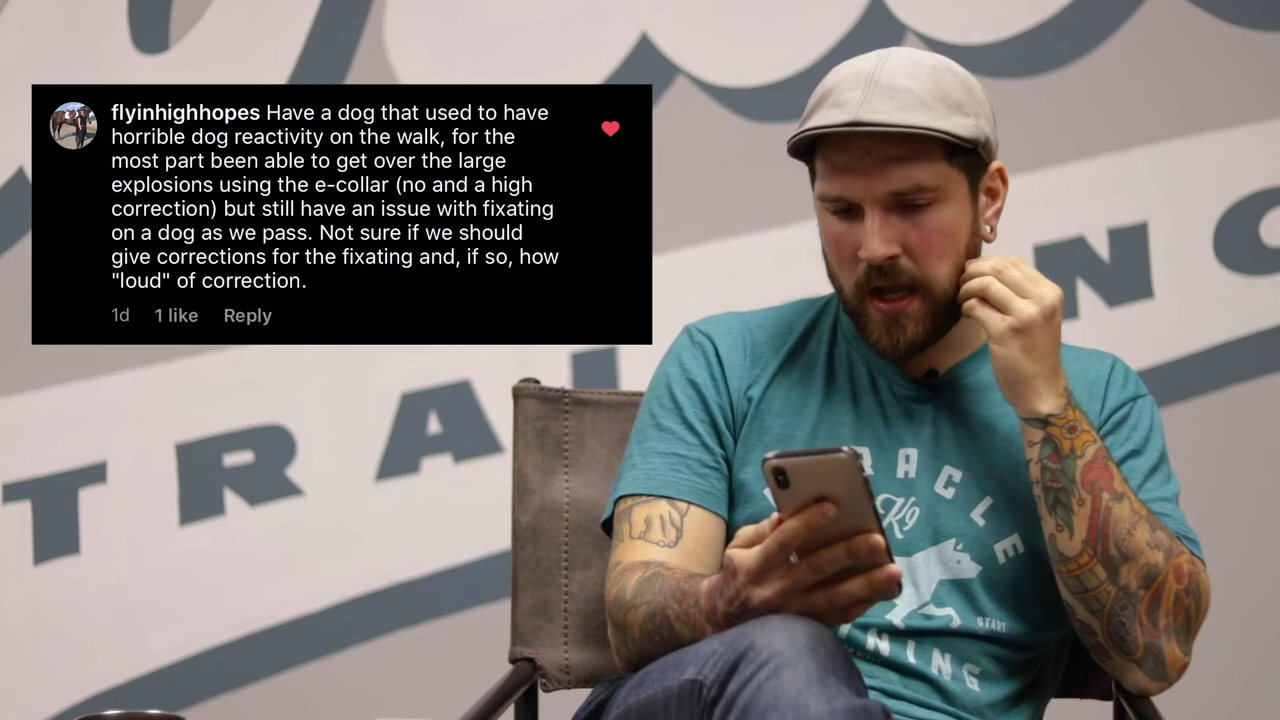 flyinhighhopes Have a dog that used to have
horrible dog reactivity on the walk, for the
most part been able to get over the large
explosions using the e-collar (no and a high
correction) but still have an issue with fixating
on a dog as we pass. Not sure if we should
give corrections for the fixating and, if so, how
"loud" of correction.
1d 1 like Reply
TRAI
NG
RACLE
K9
START
NING